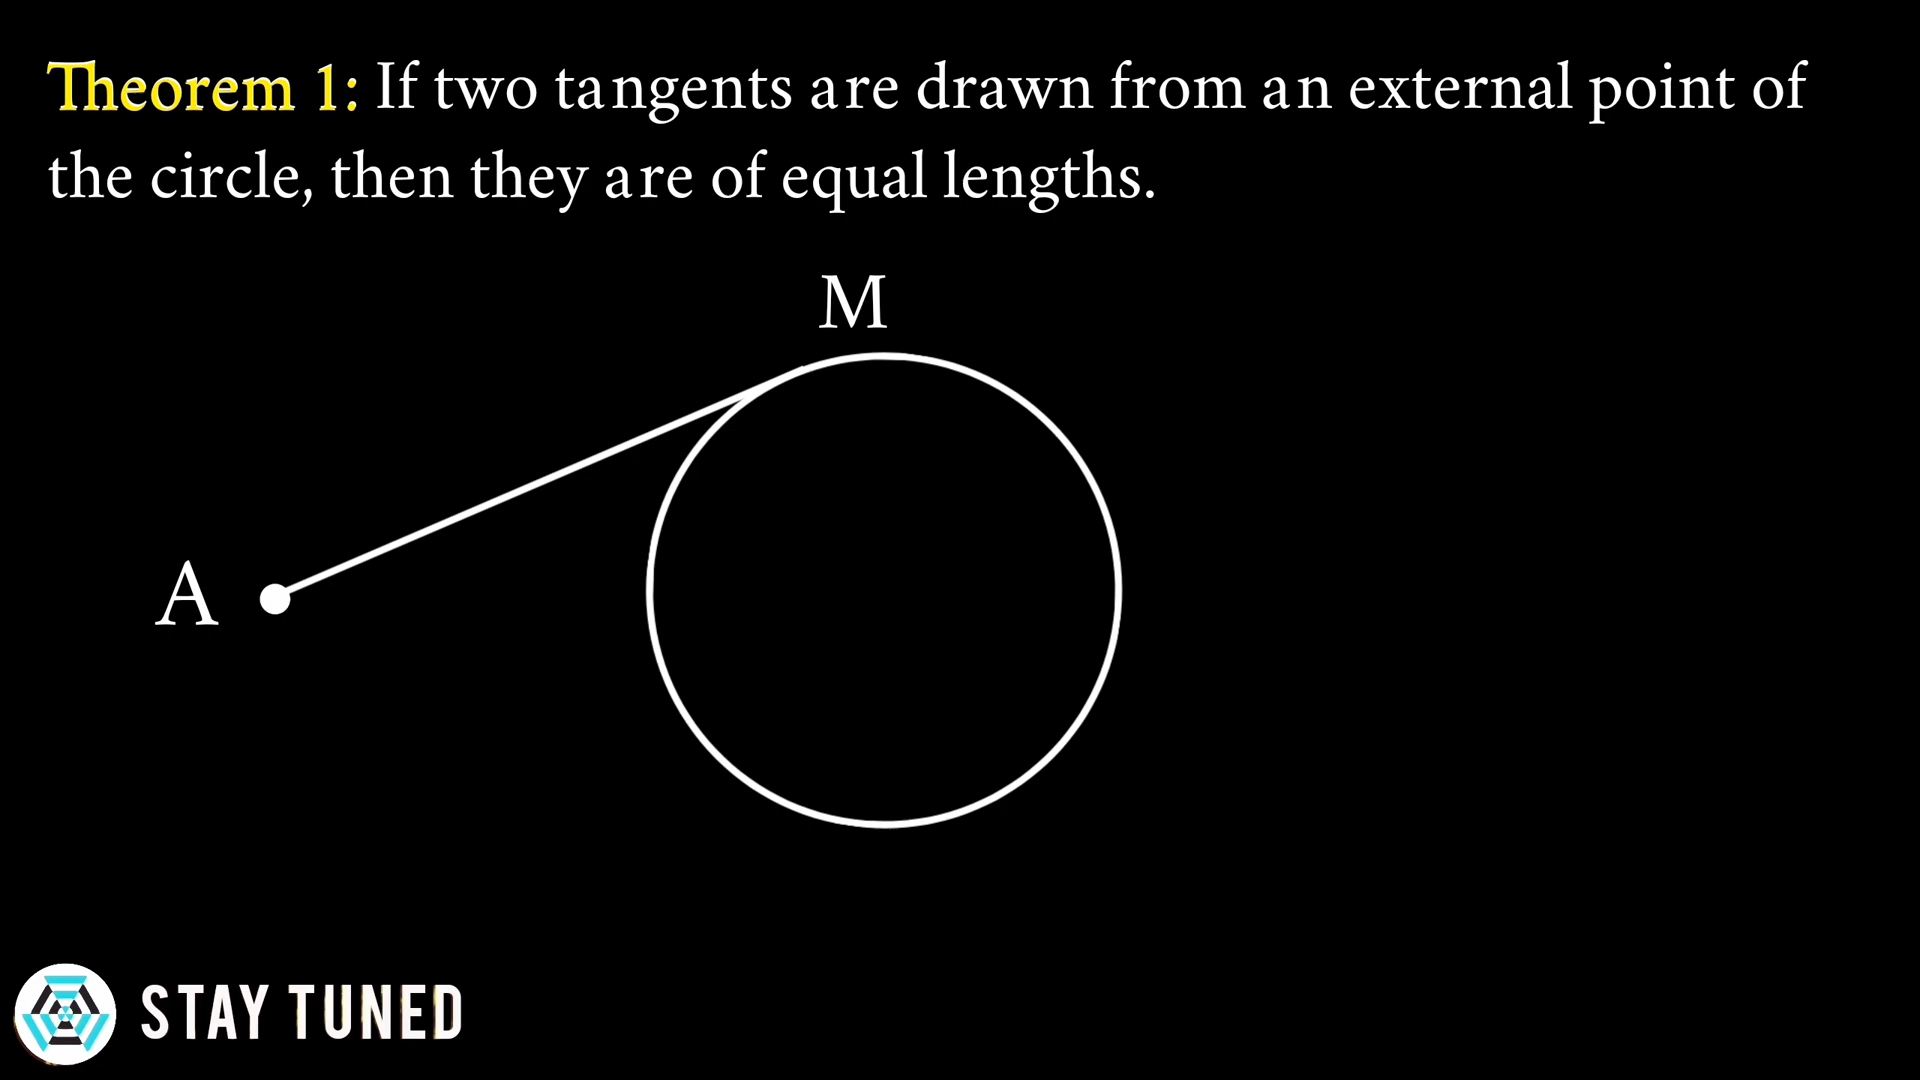 Theorem 1: If two tangents are drawn from an external point of
the circle, then they are of equal lengths.
M
A
STAY TUNED